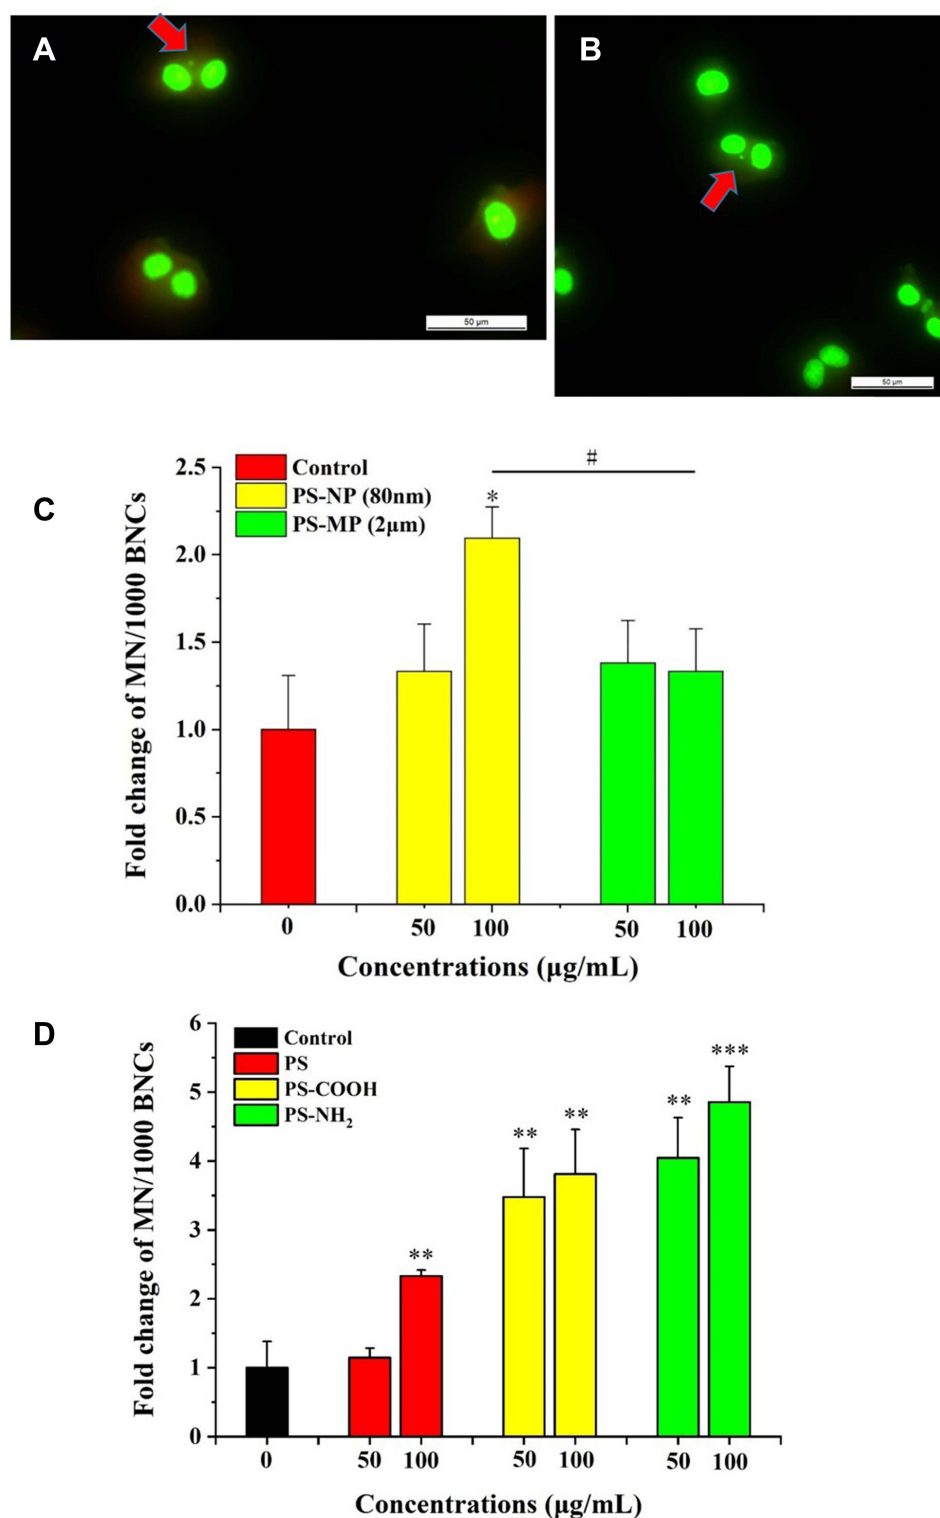 A
B
50 µm
50 µm
C
Control
PS-NP (80nm)
PS-MP (2µm)
#
*
2.5
2.0
1.5
1.0
0.5
0.0
Fold change of MN/1000 BNCs
0 50 100 50 100
Concentrations (µg/mL)
D
Control
PS
PS-COOH
PS-NH₂
** ** ** ** ***
6
5
4
3
2
1
0
Fold change of MN/1000 BNCs
0 50 100 50 100 50 100
Concentrations (µg/mL)